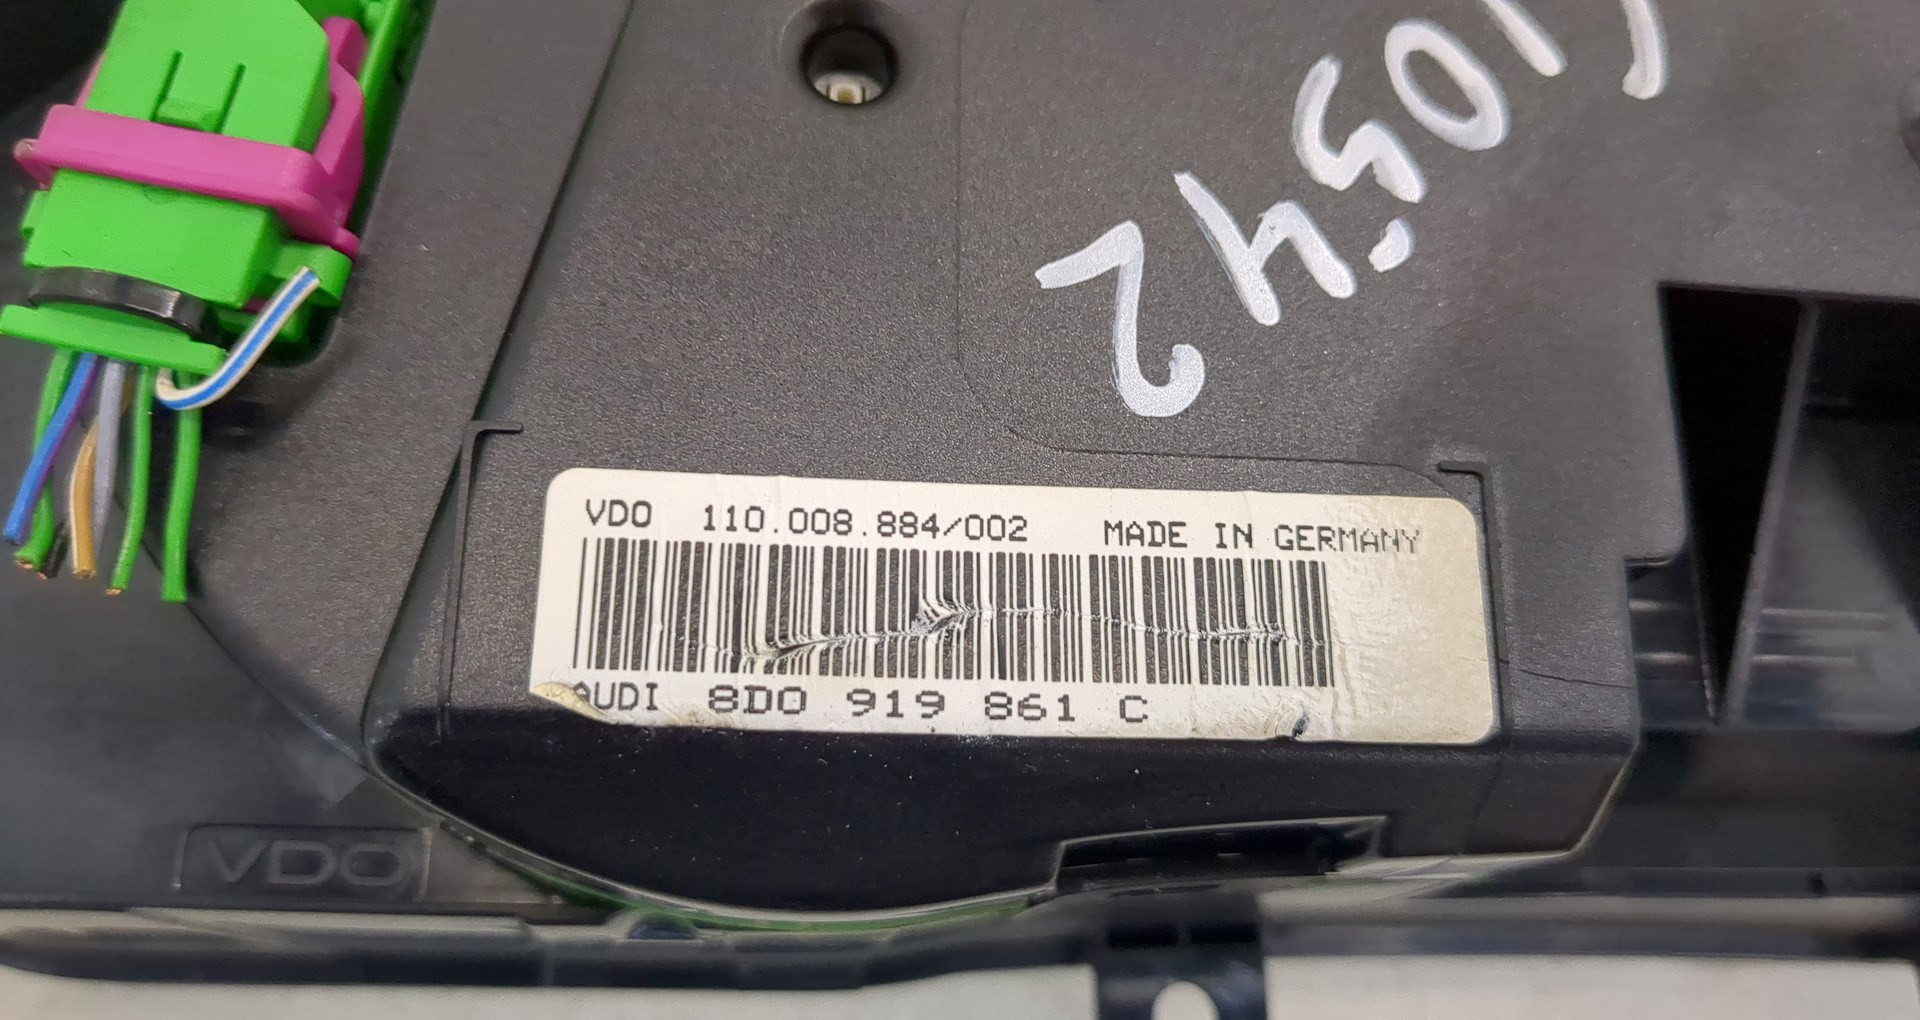 VDO 110.008.884/002 MADE IN GERMANY
AUDI 8D0 919 861 C
VDO